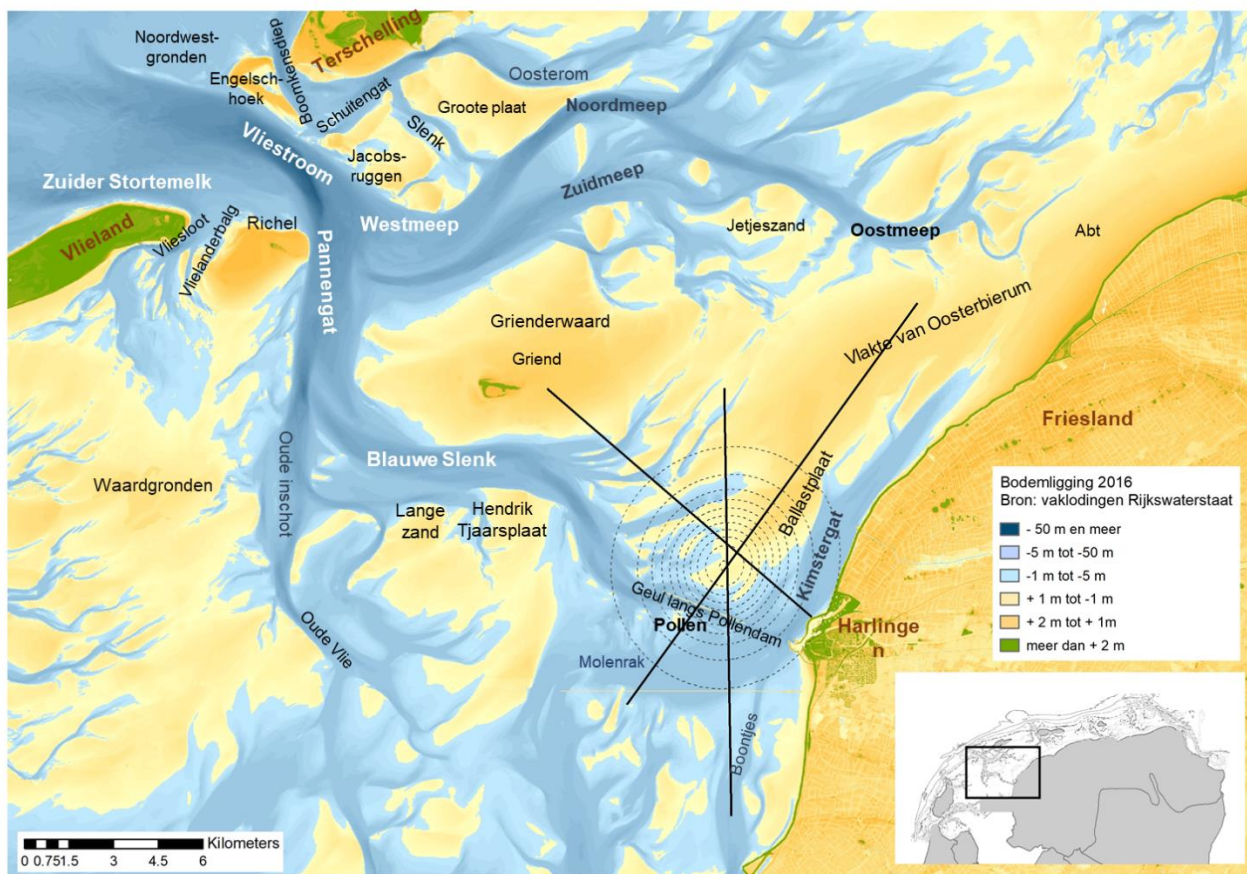 Noordwest-
gronden
Boomkensdiep
Terschelling
Engelsch-
hoek
Schuitengat
Oosterom
Groote plaat
Noordmeep
Slenk
Vliestroom
Jacobs-
ruggen
Zuidmeep
Zuider Stortemelk
Vlieland
Vliesloot
Vlielanderbalg
Richel
Westmeep
Jetjeszand
Oostmeep
Abt
Pannengat
Grienderwaard
Griend
Vlakte van Oosterbierum
Friesland
Oude inschot
Blauwe Slenk
Waardgronden
Lange
zand
Hendrik
Tjaarsplaat
Ballastplaat
Kimstergat
Geul langs Pollendam
Pollen
Harlinge
n
Oude Vlie
Molenrak
Boontjes
Bodemligging 2016
Bron: vaklodingen Rijkswaterstaat
- 50 m en meer
-5 m tot -50 m
-1 m tot -5 m
+ 1 m tot -1 m
+ 2 m tot + 1m
meer dan + 2 m
Kilometers
0 0.75 1.5 3 4.5 6